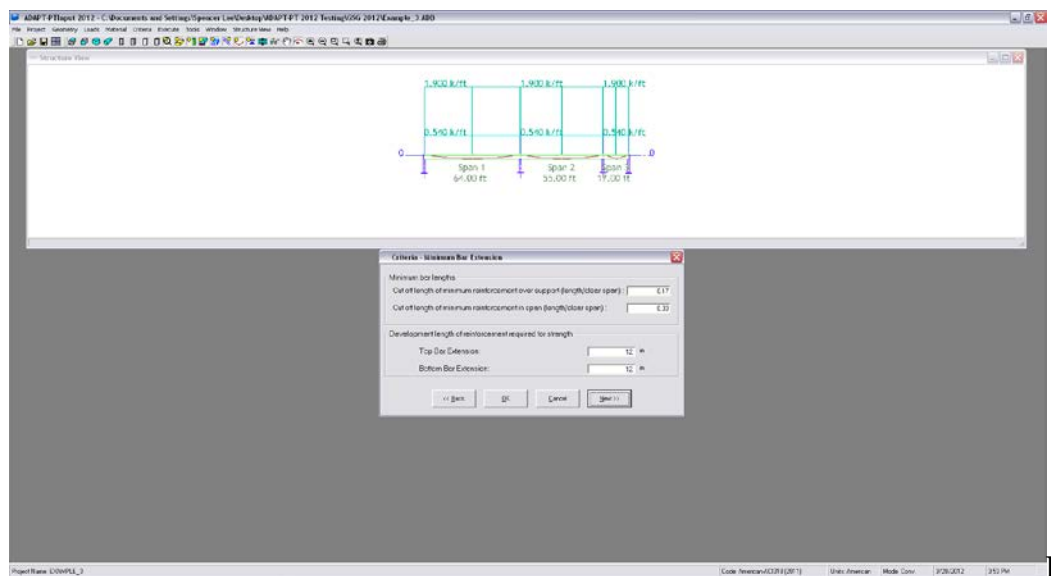 ADAPT-PTInput 2012 - C:\Documents and Settings\Spencer Lee\Desktop\ADAPT-PT 2012 Testing\GSG 2012\Example_3.ADB
File Project Geometry Loads Material Criteria Execute Tools Window Structure View Help
Structure View
1.900 k/ft 1.900 k/ft 1.900 k/ft
0.540 k/ft 0.540 k/ft 0.540 k/ft
0 0
Span 1 Span 2 Span
64.00 ft 55.00 ft 17.00 ft
Criteria - Minimum Bar Extension
Minimum bar lengths
Cut off length of minimum reinforcement over support (length/clear span) : 0.17
Cut off length of minimum reinforcement in span (length/clear span) : 0.33
Development length of reinforcement required for strength
Top Bar Extension: 12 in
Bottom Bar Extension: 12 in
<< Back OK Cancel Next >>
Project Name: EXAMPLE_3 Code: American-ACI318 (2011) Units: American Mode: Conv. 3/28/2012 3:53 PM